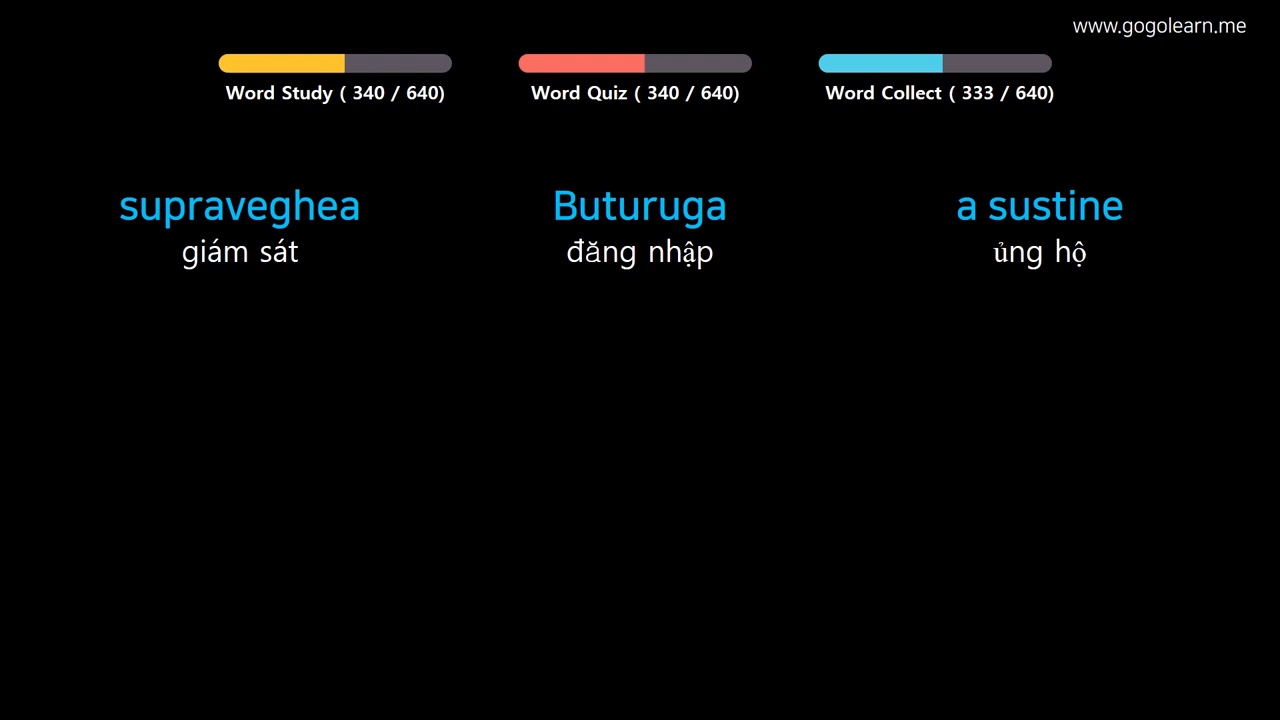 www.gogolearn.me
Word Study ( 340 / 640)
Word Quiz ( 340 / 640)
Word Collect ( 333 / 640)
supraveghea
giám sát
Buturuga
đăng nhập
a sustine
ủng hộ